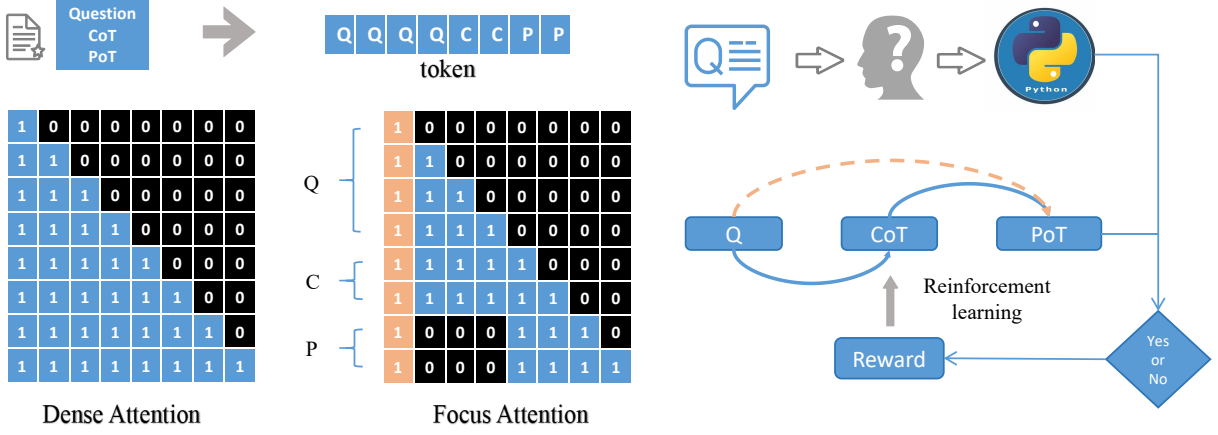 Question
CoT
PoT
Q Q Q Q C C P P
token
1 0 0 0 0 0 0 0
1 1 0 0 0 0 0 0
1 1 1 0 0 0 0 0
1 1 1 1 0 0 0 0
1 1 1 1 1 0 0 0
1 1 1 1 1 1 0 0
1 1 1 1 1 1 1 0
1 1 1 1 1 1 1 1
Dense Attention
Q
C
P
1 0 0 0 0 0 0 0
1 1 0 0 0 0 0 0
1 1 1 0 0 0 0 0
1 1 1 1 0 0 0 0
1 1 1 1 1 0 0 0
1 1 1 1 1 1 0 0
1 0 0 0 1 1 1 0
1 0 0 0 1 1 1 1
Focus Attention
Q
?
Python
Q
CoT
PoT
Reinforcement
learning
Reward
Yes
or
No